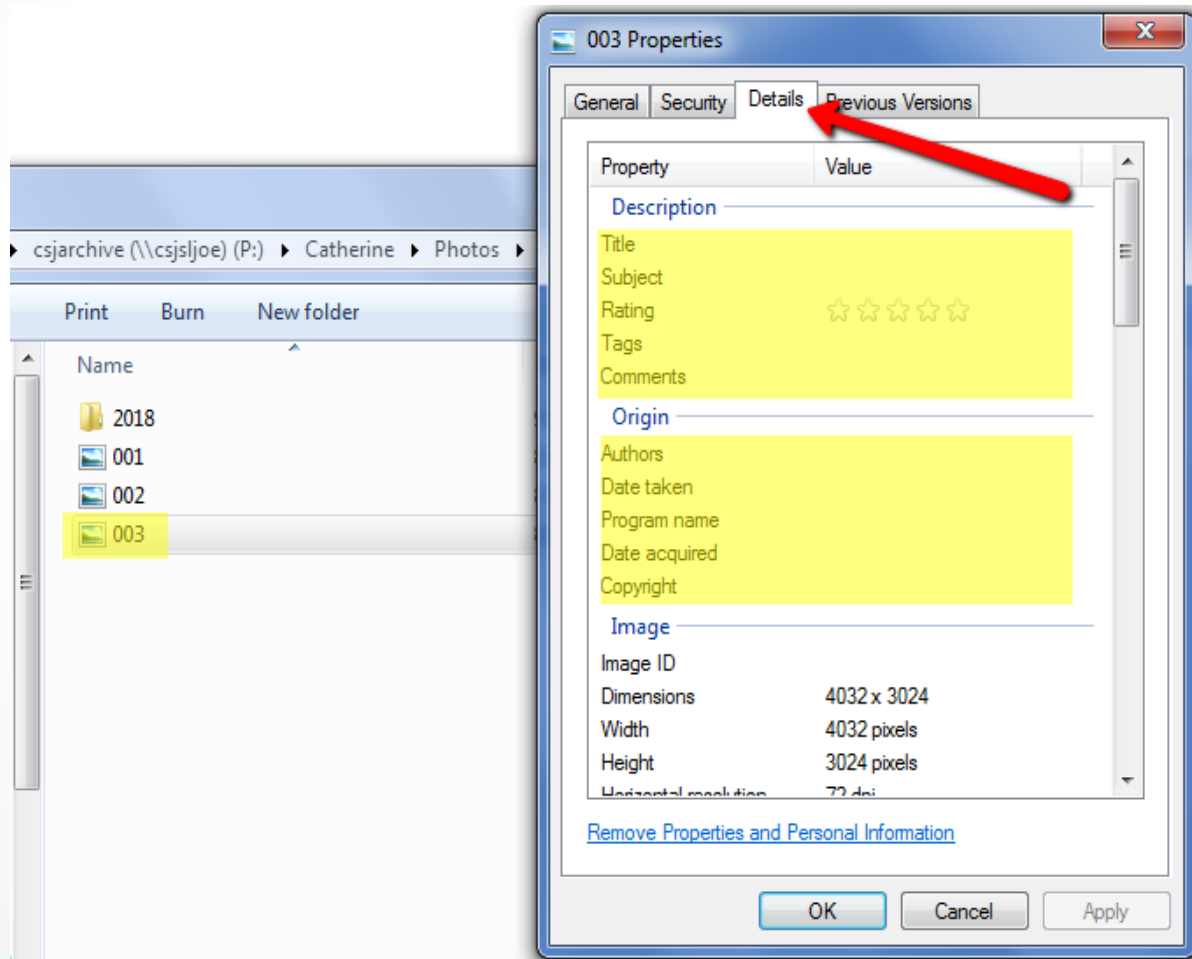 csjarchive (\\csjsljoe) (P:) Catherine Photos
Print Burn New folder
Name
2018
001
002
003
003 Properties
X
General Security Details Previous Versions
Property Value
Description
Title
Subject
Rating
Tags
Comments
Origin
Authors
Date taken
Program name
Date acquired
Copyright
Image
Image ID
Dimensions 4032 x 3024
Width 4032 pixels
Height 3024 pixels
Horizontal resolution 72 dpi
Remove Properties and Personal Information
OK Cancel Apply